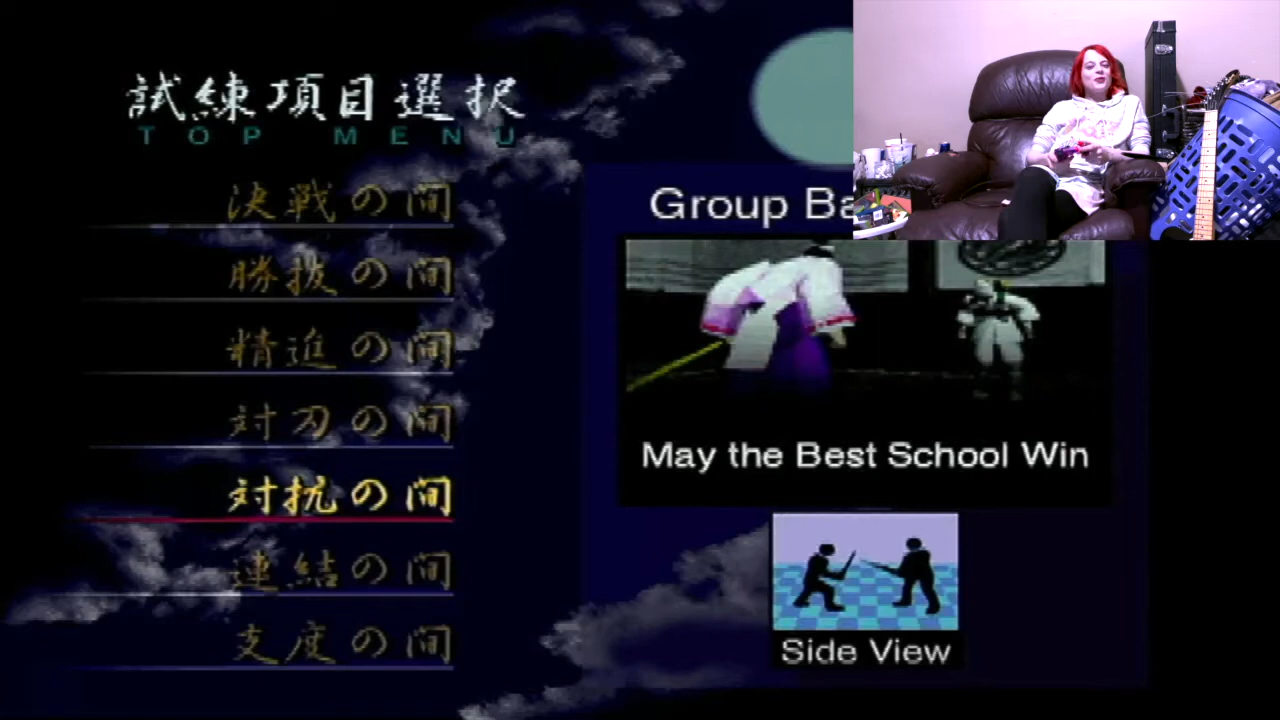 試練項目選択
TOP MENU
決戦の間
勝抜の間
精進の間
対刀の間
対抗の間
連結の間
支度の間
Group Ba
May the Best School Win
Side View